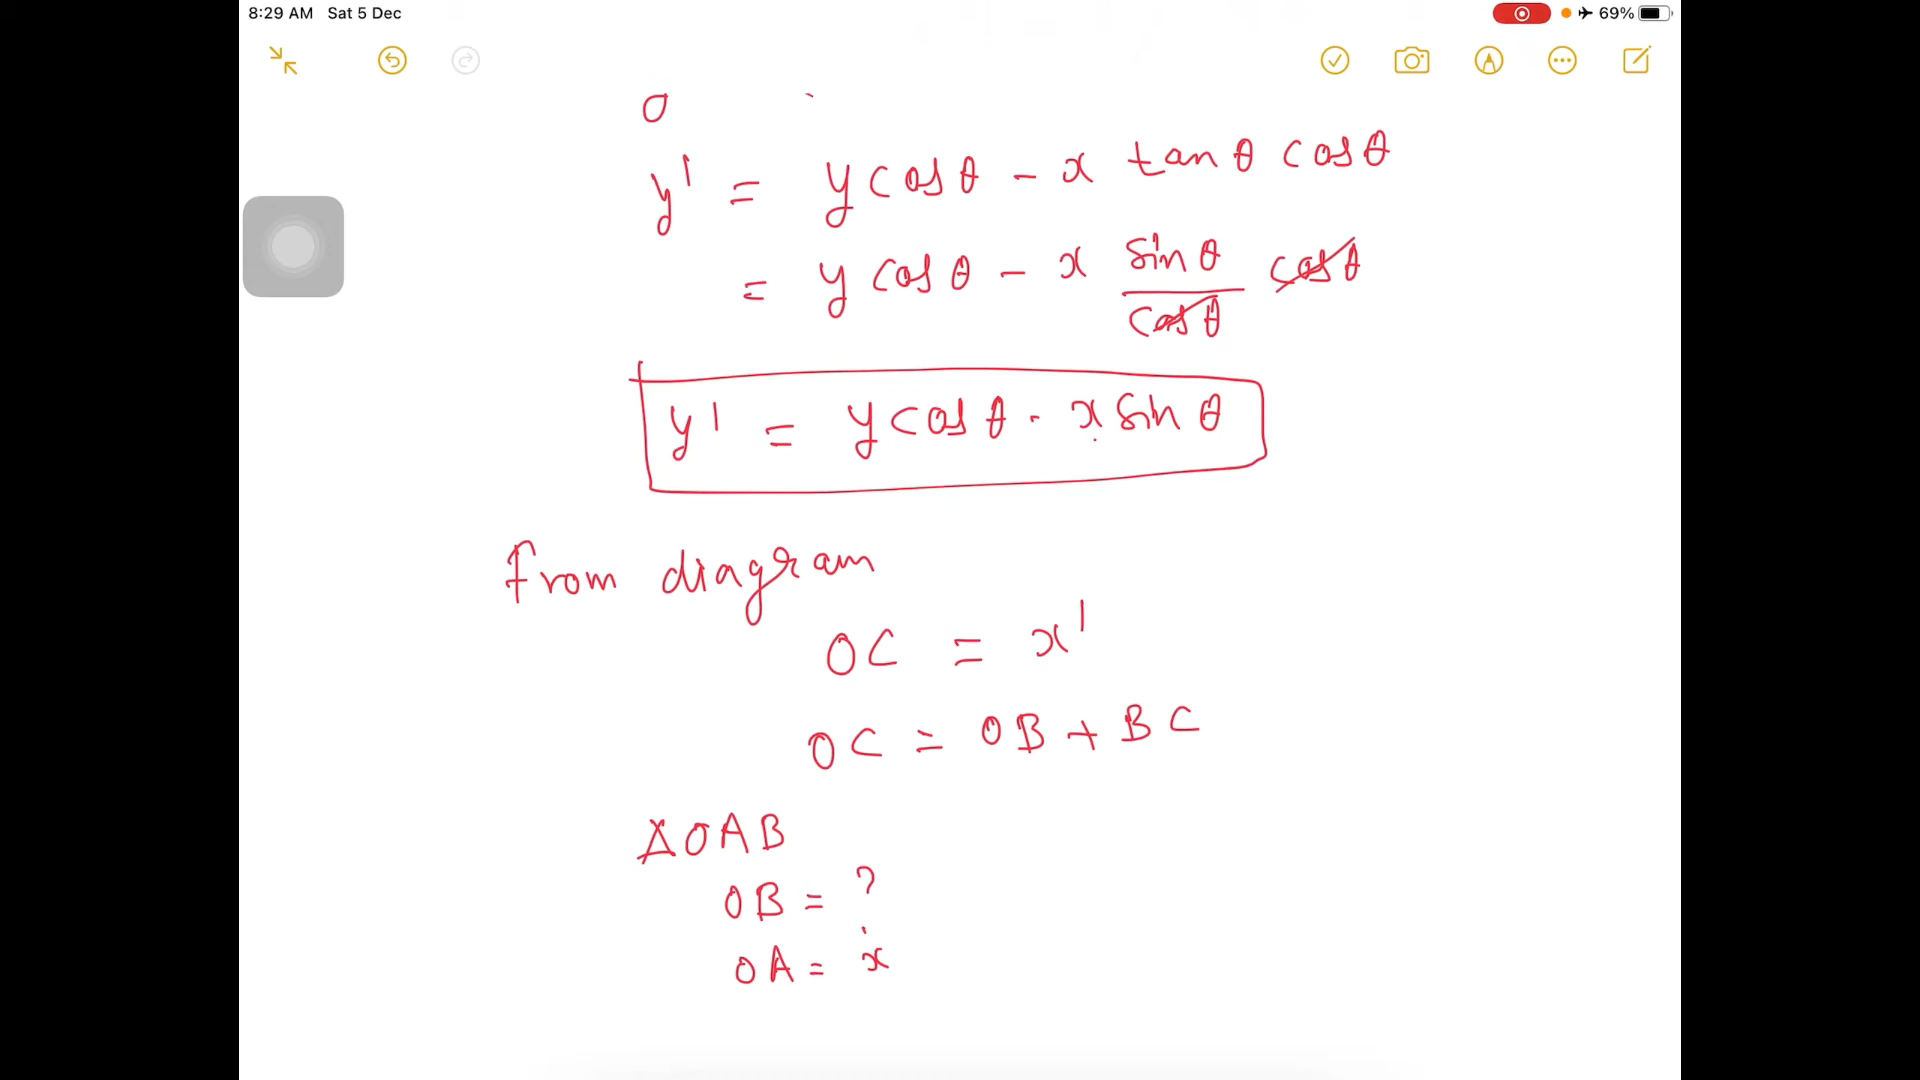 8:29 AM Sat 5 Dec 69%
y' = y cos θ - x tan θ cos θ
= y cos θ - x sin θ / cos θ cos θ
y' = y cos θ - x sin θ
from diagram
OC = x'
OC = OB + BC
Δ OAB
OB = ?
OA = x